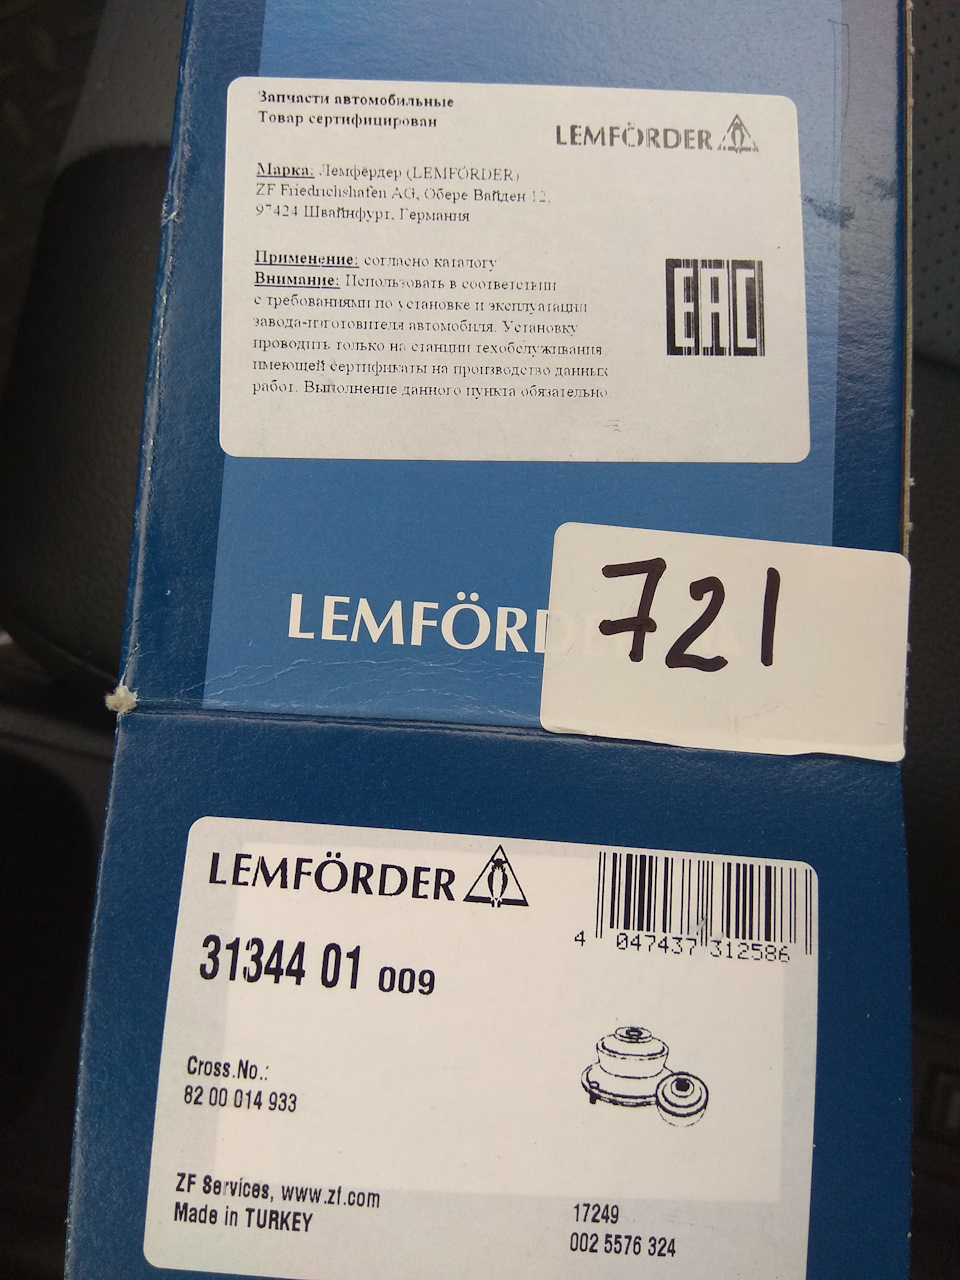 Запчасти автомобильные
Товар сертифицирован
LEMFÖRDER
Марка: Лемфёрдер (LEMFÖRDER)
ZF Friedrichshafen AG, Обере Вайден 12,
97424 Швайнфурт, Германия
Применение: согласно каталогу
Внимание: Использовать в соответствии
с требованиями по установке и эксплуатации
завода-изготовителя автомобиля. Установку
проводить только на станции техобслуживания
имеющей сертификаты на производство данных
работ. Выполнение данного пункта обязательно
EAC
LEMFÖRD
721
LEMFÖRDER
4 047437 312586
31344 01 009
Cross.No.:
82 00 014 933
ZF Services, www.zf.com
Made in TURKEY
17249
002 5576 324